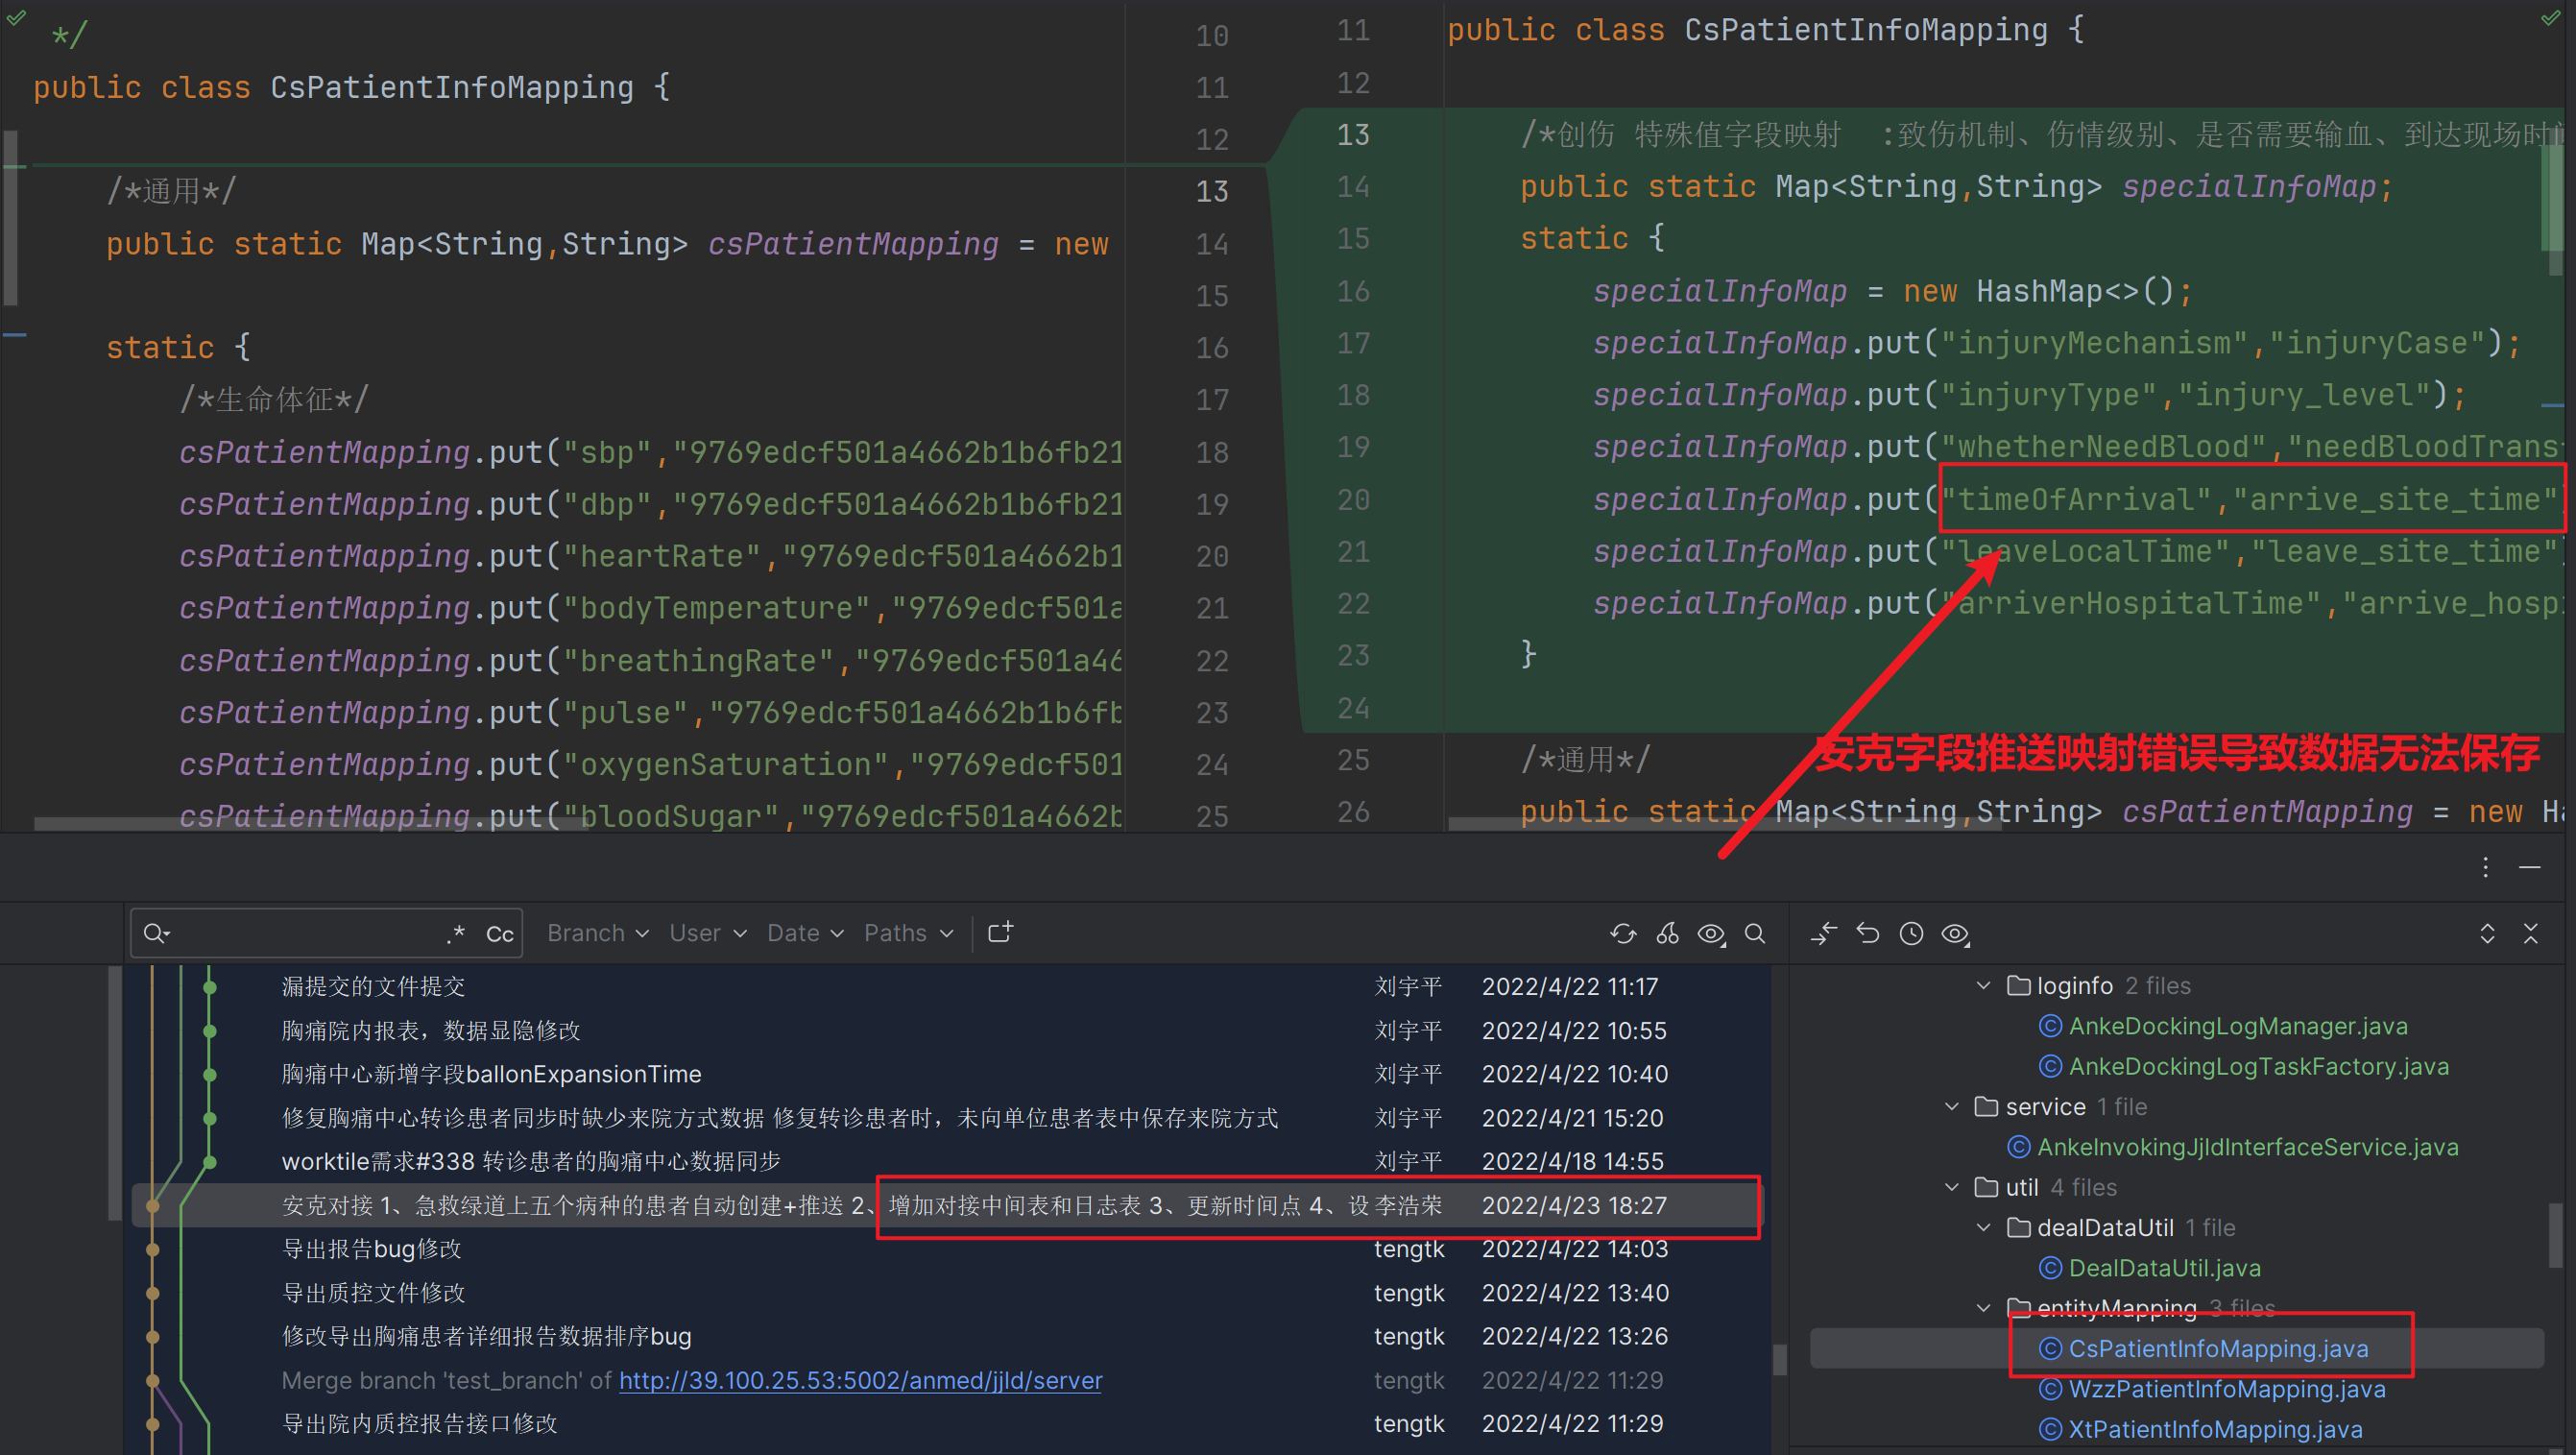 */
public class CsPatientInfoMapping {
/*通用*/
public static Map<String,String> csPatientMapping = new
static {
/*生命体征*/
csPatientMapping.put("sbp","9769edcf501a4662b1b6fb21
csPatientMapping.put("dbp","9769edcf501a4662b1b6fb21
csPatientMapping.put("heartRate","9769edcf501a4662b1
csPatientMapping.put("bodyTemperature","9769edcf501a
csPatientMapping.put("breathingRate","9769edcf501a46
csPatientMapping.put("pulse","9769edcf501a4662b1b6fb
csPatientMapping.put("oxygenSaturation","9769edcf501
csPatientMapping.put("bloodSugar","9769edcf501a4662b
10
11
12
13
14
15
16
17
18
19
20
21
22
23
24
25
11 public class CsPatientInfoMapping {
12
13 /*创伤 特殊值字段映射 :致伤机制、伤情级别、是否需要输血、到达现场时间
14 public static Map<String,String> specialInfoMap;
15 static {
16 specialInfoMap = new HashMap<>();
17 specialInfoMap.put("injuryMechanism","injuryCase");
18 specialInfoMap.put("injuryType","injury_level");
19 specialInfoMap.put("whetherNeedBlood","needBloodTrans
20 specialInfoMap.put("timeOfArrival","arrive_site_time"
21 specialInfoMap.put("leaveLocalTime","leave_site_time"
22 specialInfoMap.put("arriverHospitalTime","arrive_hosp
23 }
24
安克字段推送映射错误导致数据无法保存
25 /*通用*/
26 public static Map<String,String> csPatientMapping = new Ha
.* Cc Branch User Date Paths
漏提交的文件提交 刘宇平 2022/4/22 11:17
胸痛院内报表，数据显隐修改 刘宇平 2022/4/22 10:55
胸痛中心新增字段ballonExpansionTime 刘宇平 2022/4/22 10:40
修复胸痛中心转诊患者同步时缺少来院方式数据 修复转诊患者时，未向单位患者表中保存来院方式 刘宇平 2022/4/21 15:20
worktile需求#338 转诊患者的胸痛中心数据同步 刘宇平 2022/4/18 14:55
安克对接 1、急救绿道上五个病种的患者自动创建+推送 2、增加对接中间表和日志表 3、更新时间点 4、设 李浩荣 2022/4/23 18:27
导出报告bug修改 tengtk 2022/4/22 14:03
导出质控文件修改 tengtk 2022/4/22 13:40
修改导出胸痛患者详细报告数据排序bug tengtk 2022/4/22 13:26
Merge branch 'test_branch' of http://39.100.25.53:5002/anmed/jjld/server tengtk 2022/4/22 11:29
导出院内质控报告接口修改 tengtk 2022/4/22 11:29
loginfo 2 files
AnkeDockingLogManager.java
AnkeDockingLogTaskFactory.java
service 1 file
AnkeInvokingJjldInterfaceService.java
util 4 files
dealDataUtil 1 file
DealDataUtil.java
entityMapping 3 files
CsPatientInfoMapping.java
WzzPatientInfoMapping.java
XtPatientInfoMapping.java